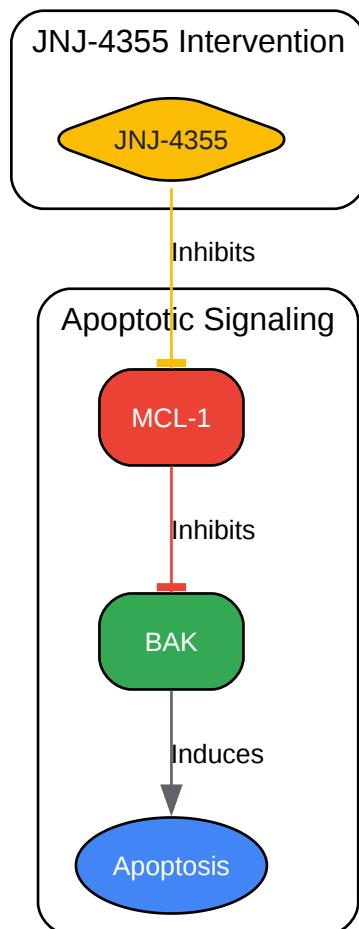 JNJ-4355 Intervention
JNJ-4355
Inhibits
Apoptotic Signaling
MCL-1
Inhibits
BAK
Induces
Apoptosis